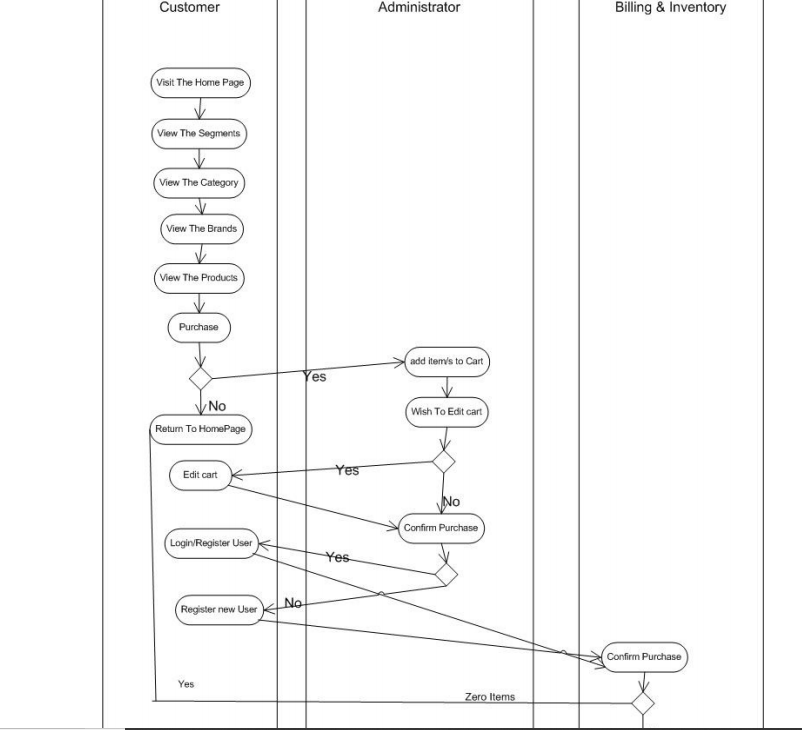 Customer
Administrator
Billing & Inventory
Visit The Home Page
View The Segments
View The Category
View The Brands
View The Products
Purchase
Yes
add item/s to Cart
No
Wish To Edit cart
Return To HomePage
Yes
Edit cart
No
Confirm Purchase
Login/Register User
Yes
No
Register new User
Confirm Purchase
Yes
Zero Items